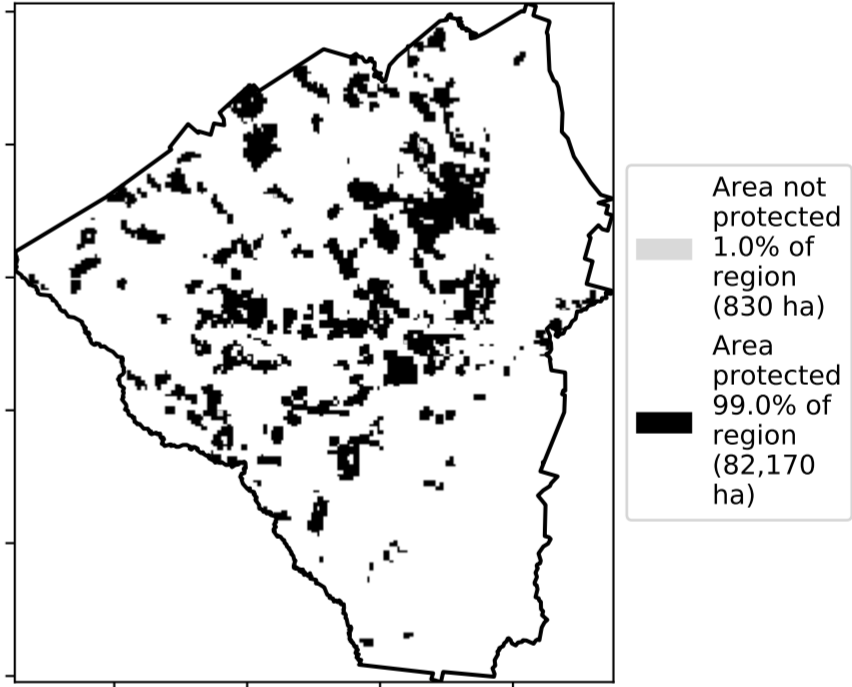 Area not
protected
1.0% of
region
(830 ha)
Area
protected
99.0% of
region
(82,170
ha)